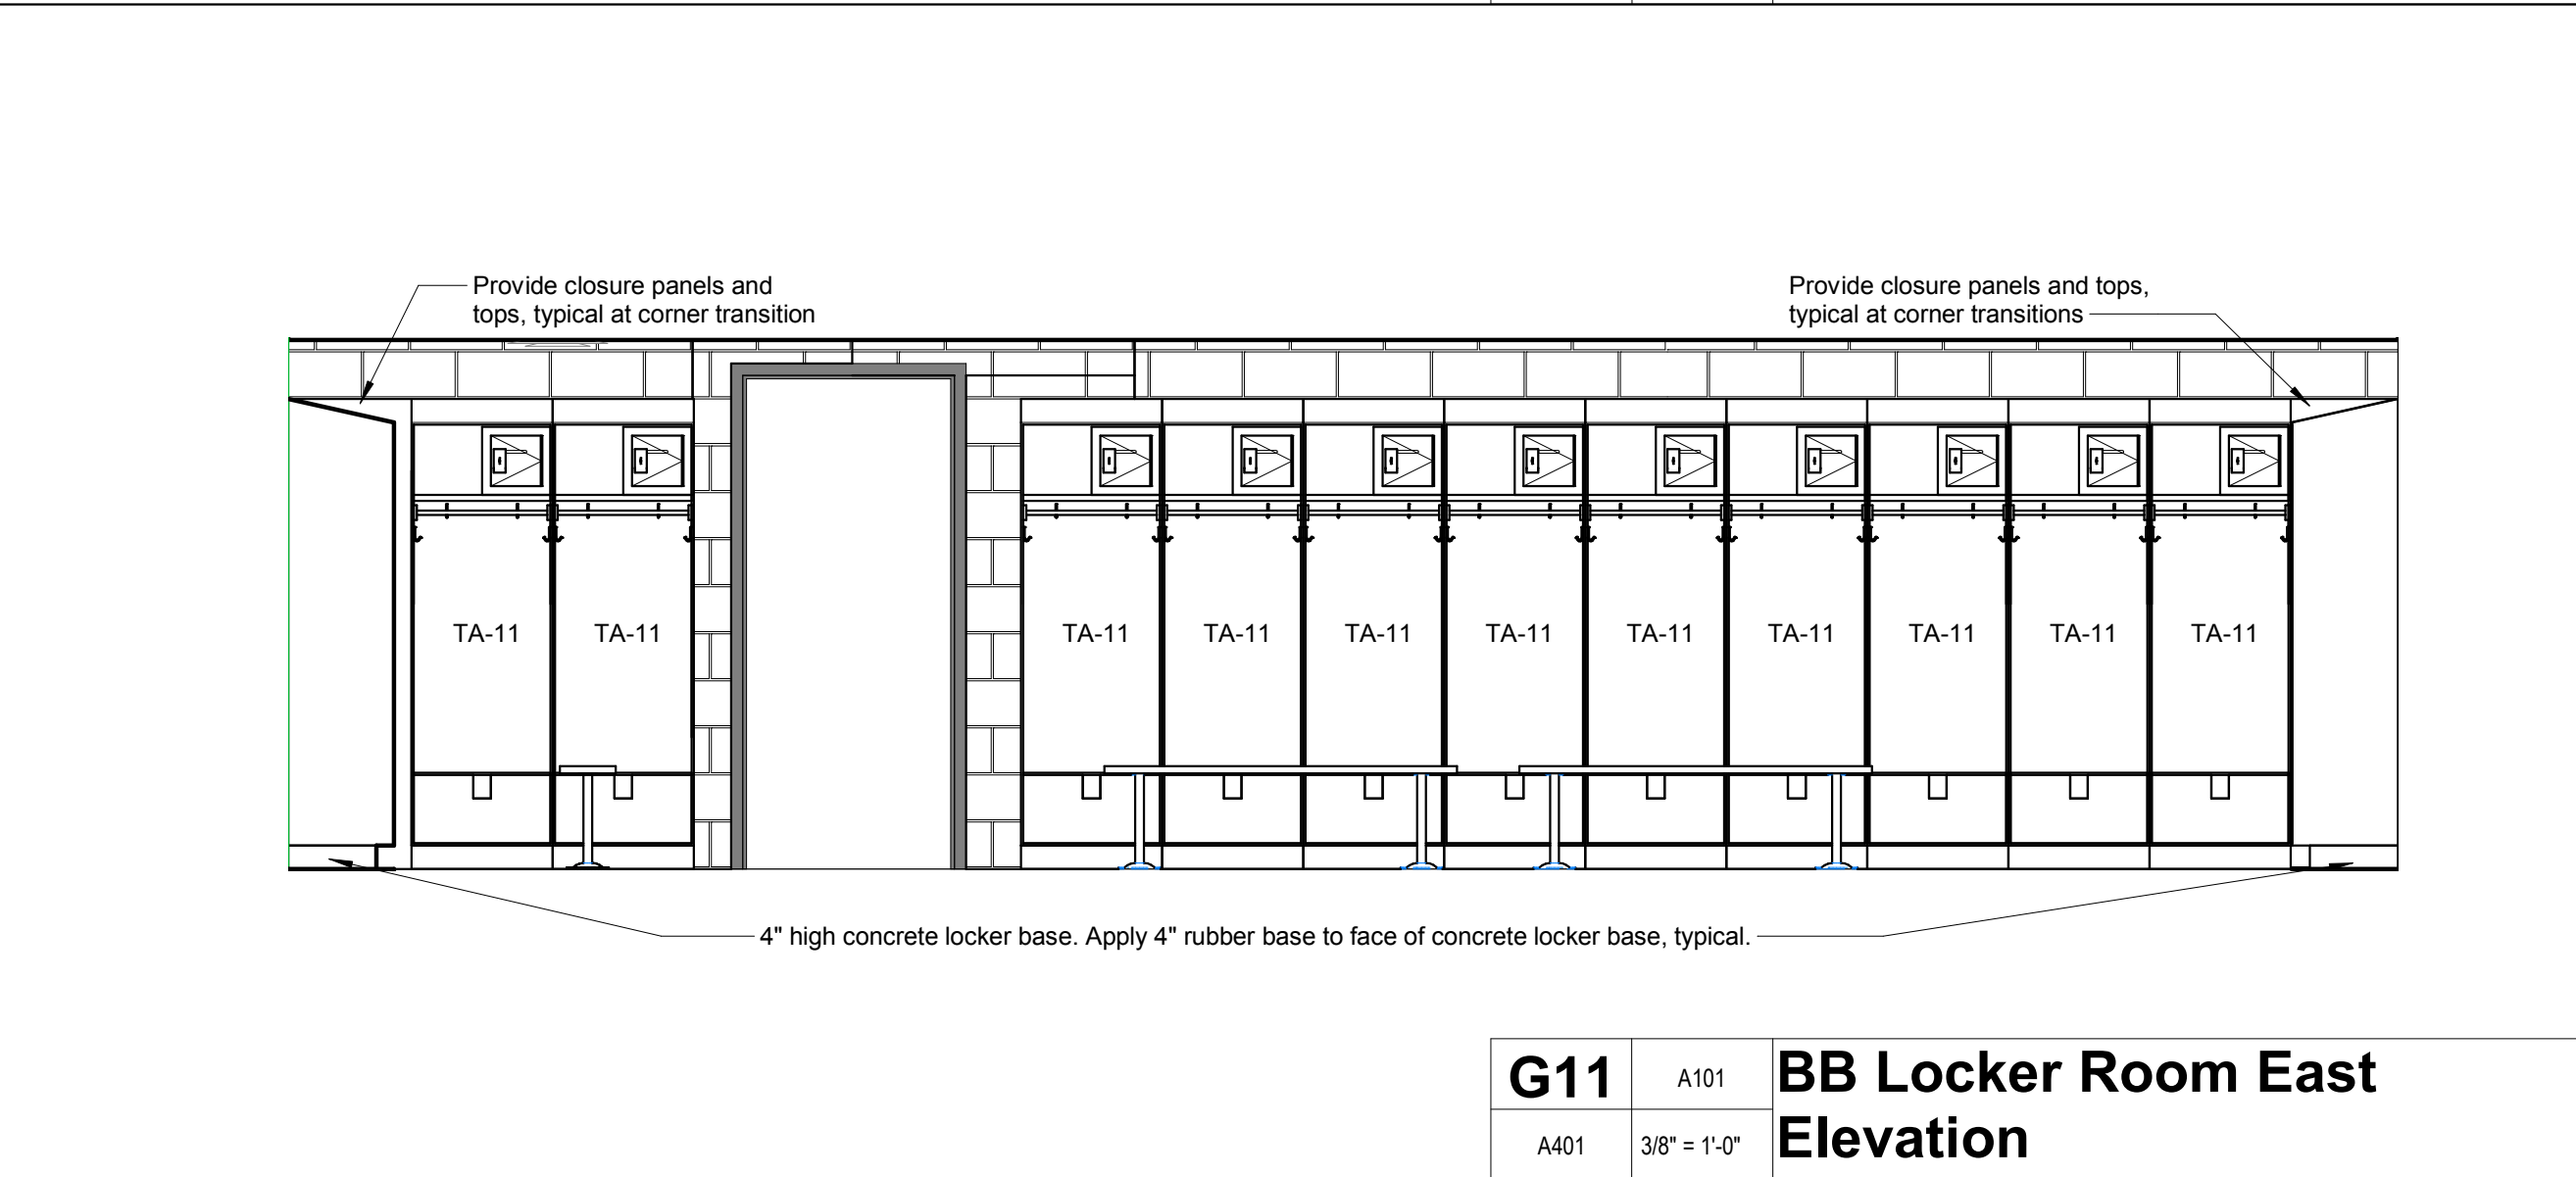 Provide closure panels and
tops, typical at corner transition
Provide closure panels and tops,
typical at corner transitions
TA-11
TA-11
TA-11
TA-11
TA-11
TA-11
TA-11
TA-11
TA-11
TA-11
TA-11
4" high concrete locker base. Apply 4" rubber base to face of concrete locker base, typical.
G11
A101
BB Locker Room East
Elevation
A401
3/8" = 1'-0"